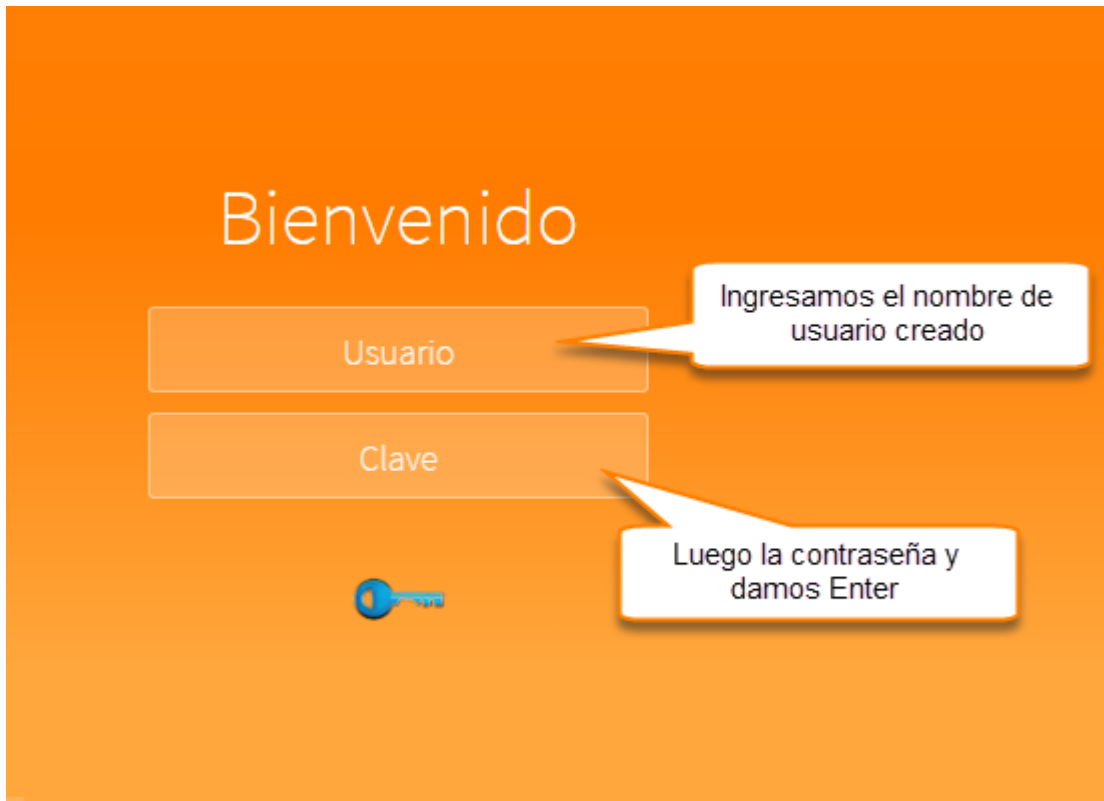 Bienvenido
Ingresamos el nombre de
usuario creado
Usuario
Clave
Luego la contraseña y
damos Enter